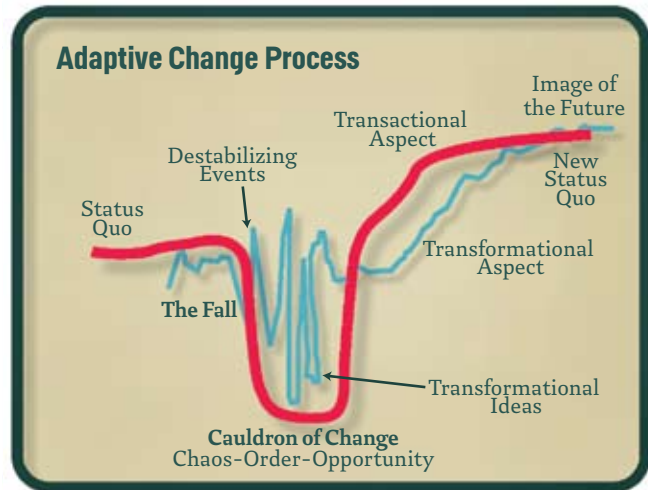 Adaptive Change Process
Image of
the Future
Transactional
Aspect
Destabilizing
Events
New
Status
Quo
Status
Quo
Transformational
Aspect
The Fall
Transformational
Ideas
Cauldron of Change
Chaos-Order-Opportunity